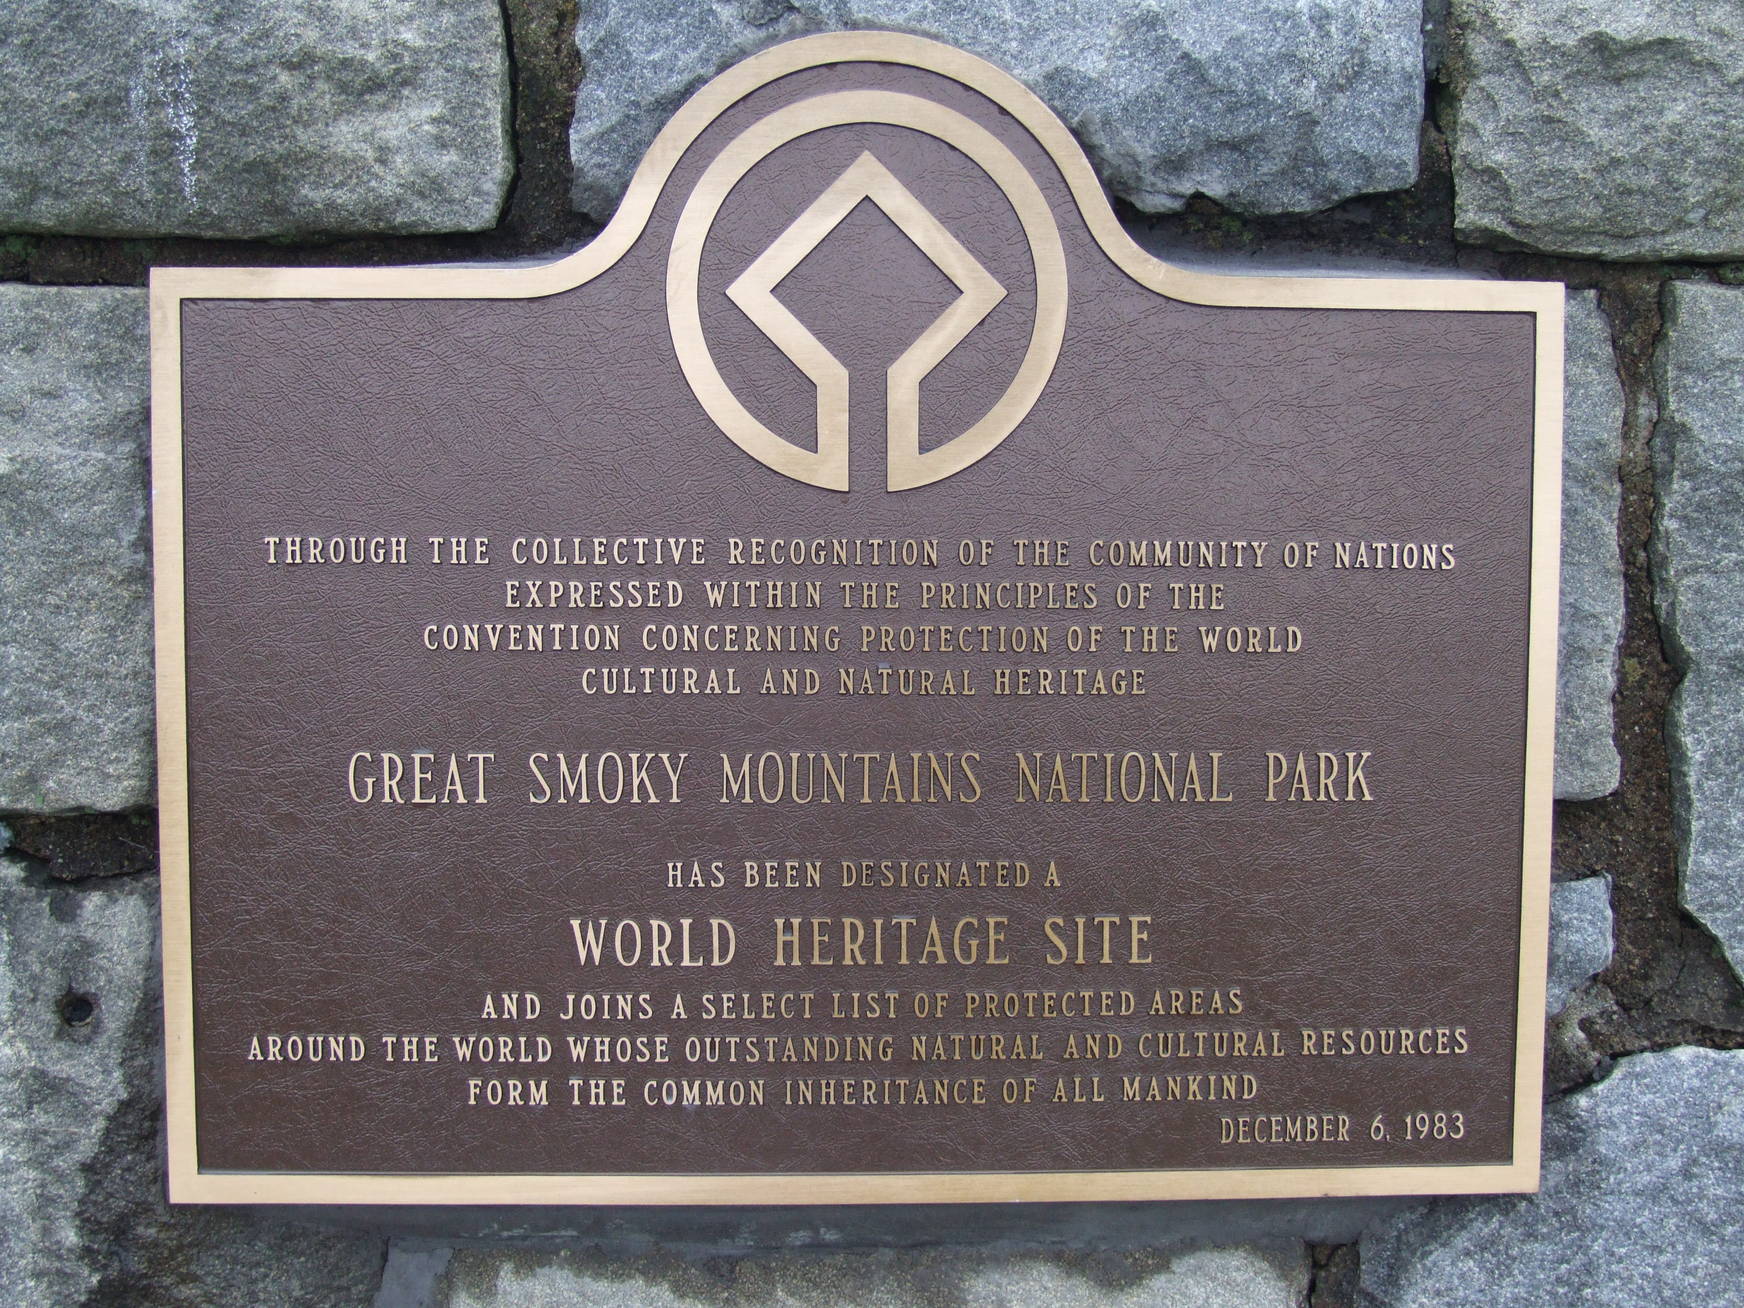 THROUGH THE COLLECTIVE RECOGNITION OF THE COMMUNITY OF NATIONS
EXPRESSED WITHIN THE PRINCIPLES OF THE
CONVENTION CONCERNING PROTECTION OF THE WORLD
CULTURAL AND NATURAL HERITAGE
GREAT SMOKY MOUNTAINS NATIONAL PARK
HAS BEEN DESIGNATED A
WORLD HERITAGE SITE
AND JOINS A SELECT LIST OF PROTECTED AREAS
AROUND THE WORLD WHOSE OUTSTANDING NATURAL AND CULTURAL RESOURCES
FORM THE COMMON INHERITANCE OF ALL MANKIND
DECEMBER 6, 1983